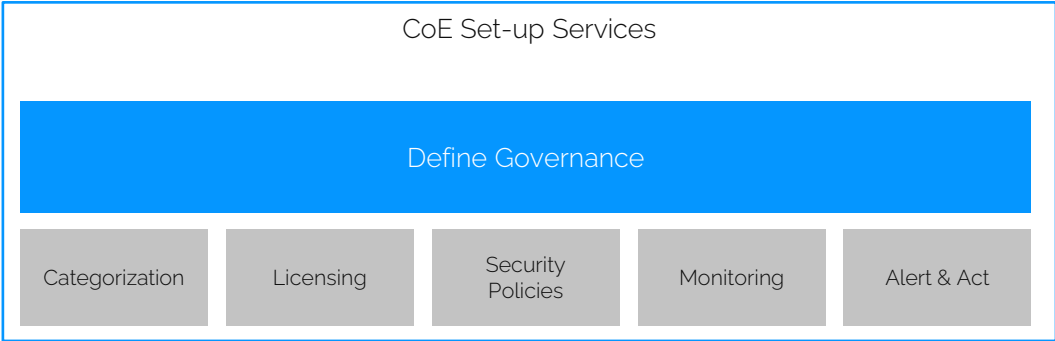 CoE Set-up Services
Define Governance
Categorization
Licensing
Security
Policies
Monitoring
Alert & Act